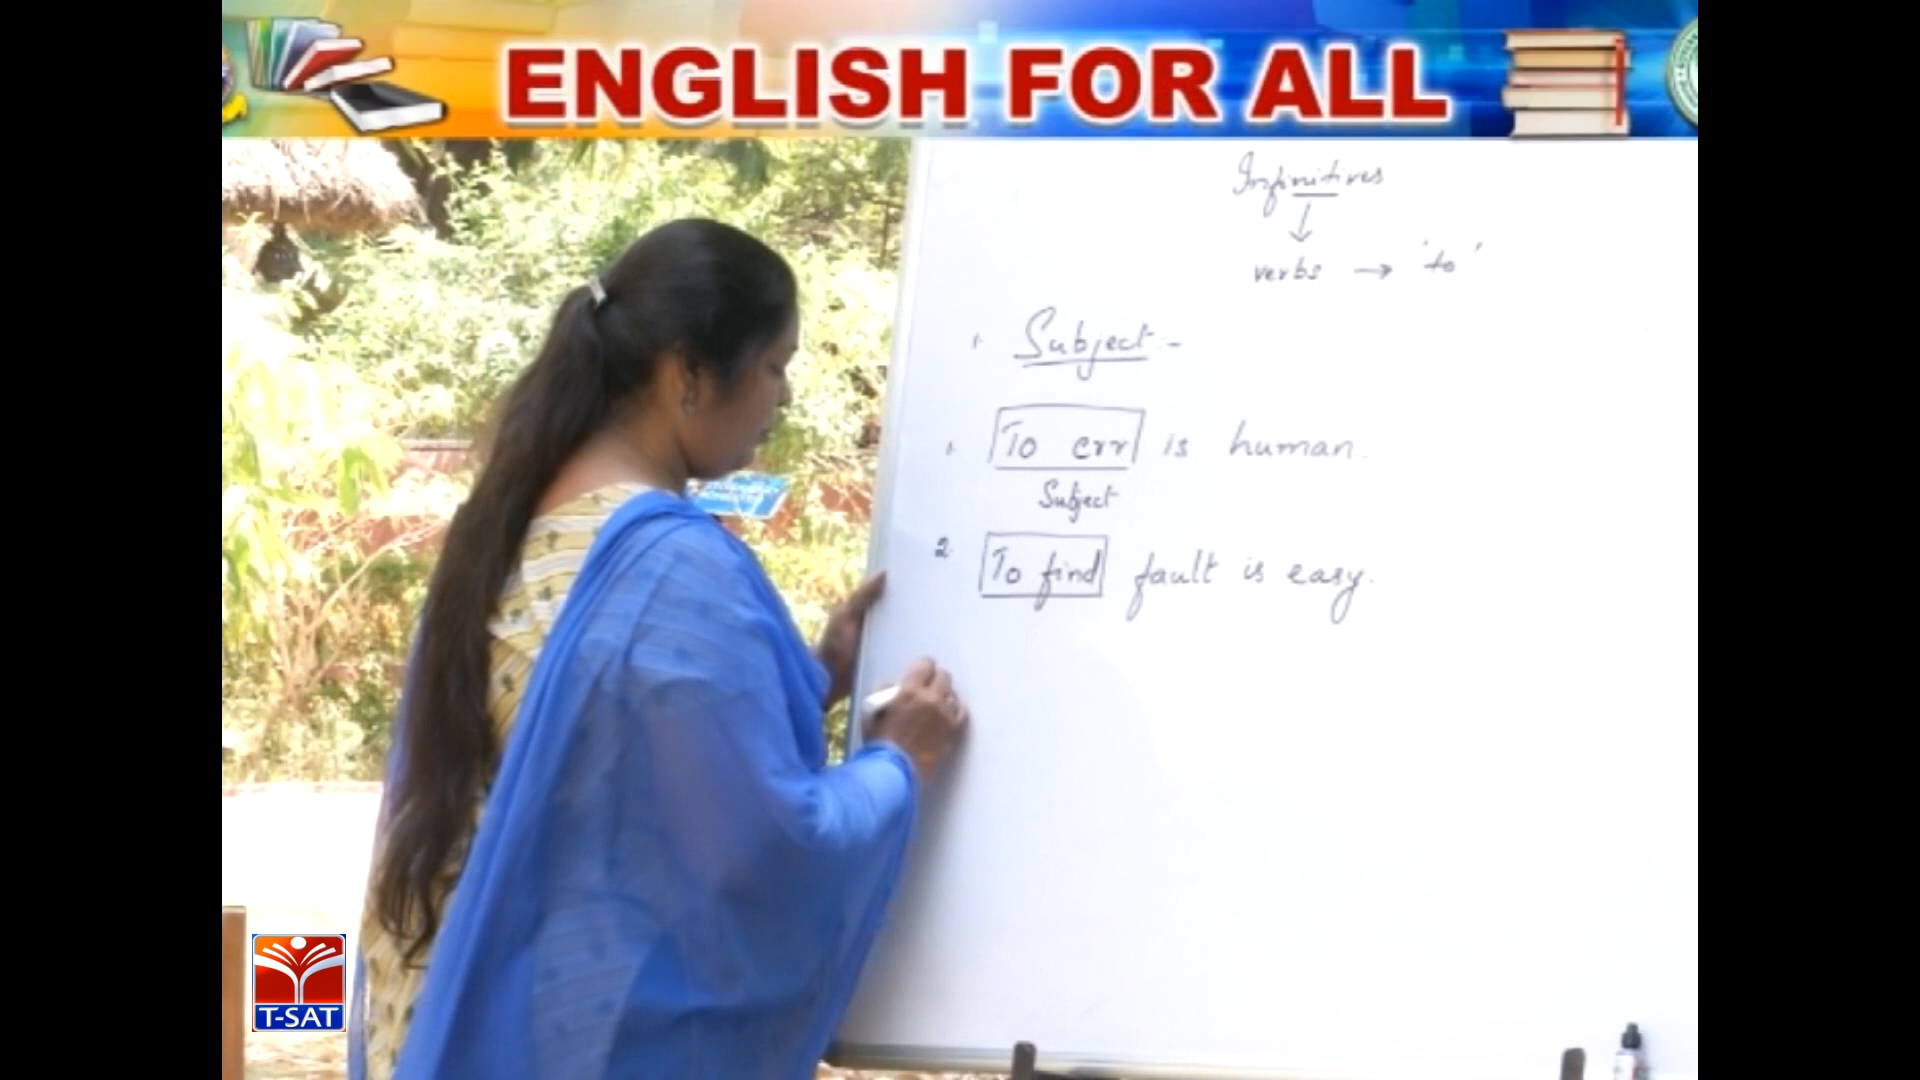 ENGLISH FOR ALL
Infinitives
verbs → 'to'
1. Subject :-
1. To err is human.
Subject
2. To find fault is easy.
T-SAT